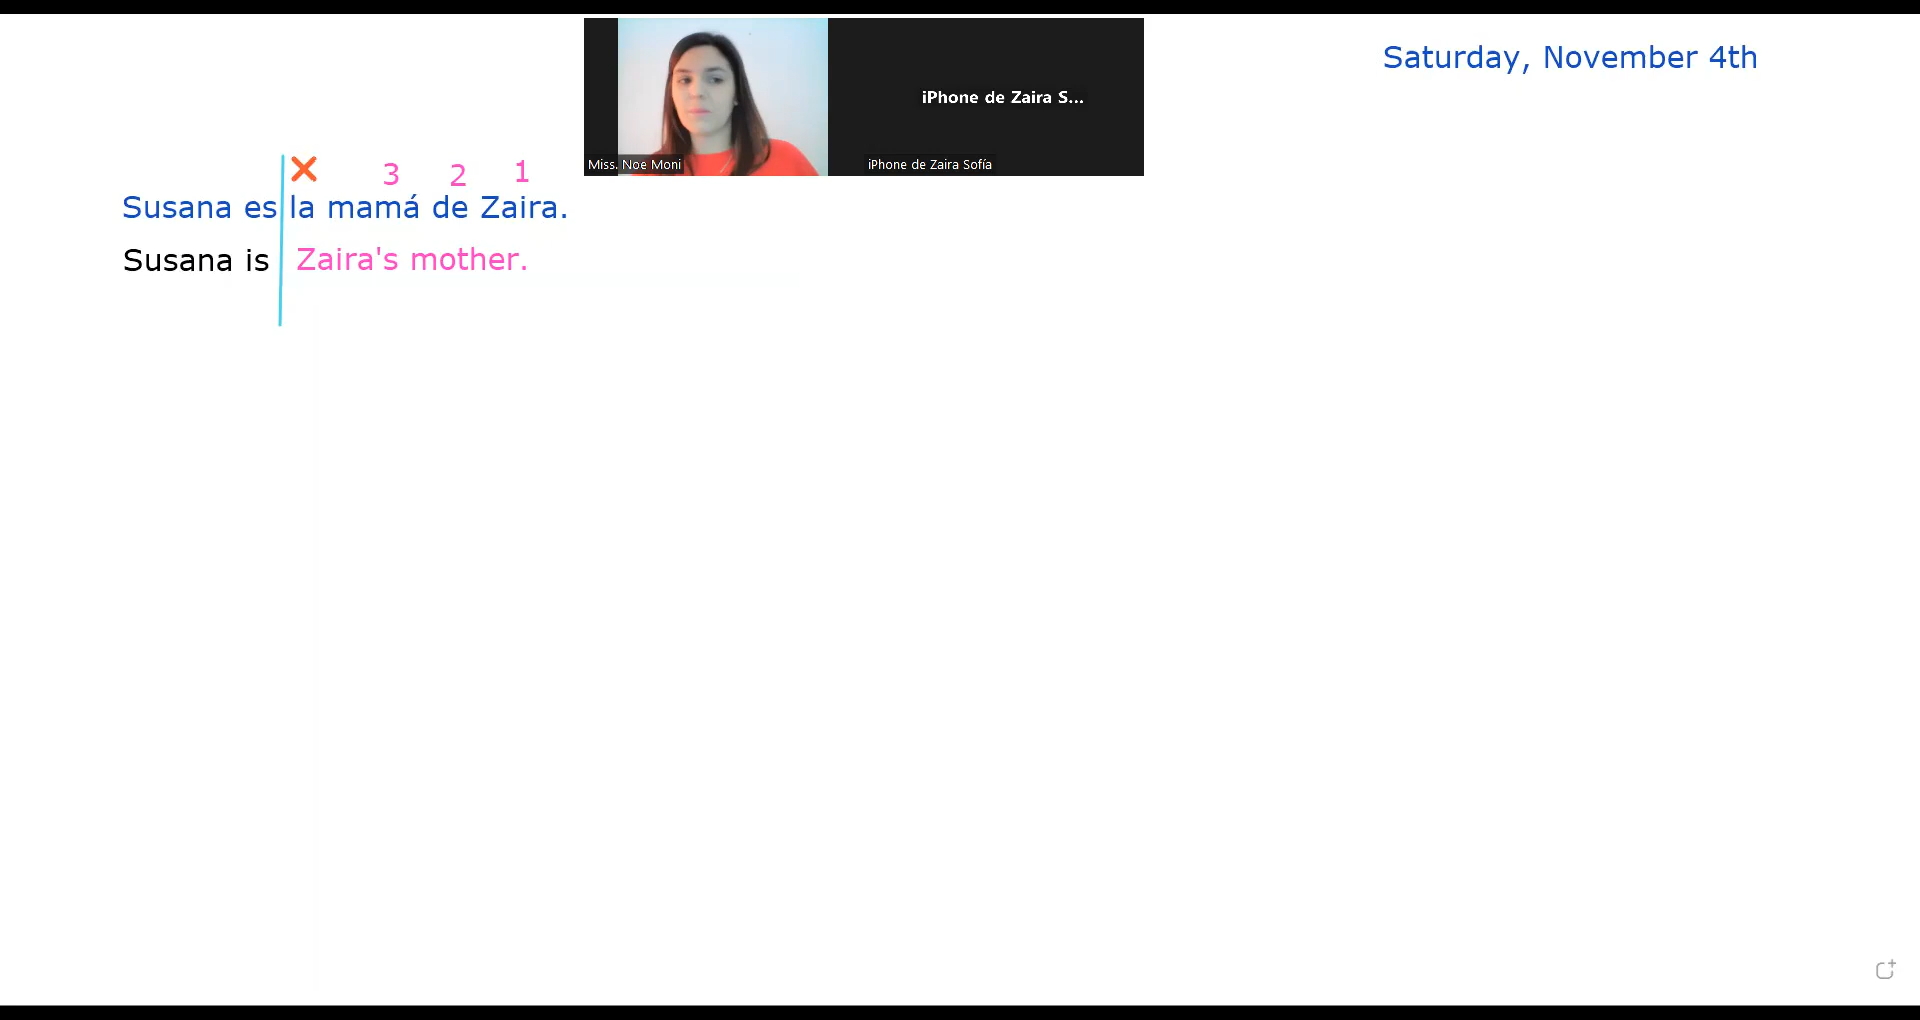 Saturday, November 4th
iPhone de Zaira S...
Miss. Noe Moni
iPhone de Zaira Sofía
3 2 1
Susana es la mamá de Zaira.
Susana is Zaira's mother.